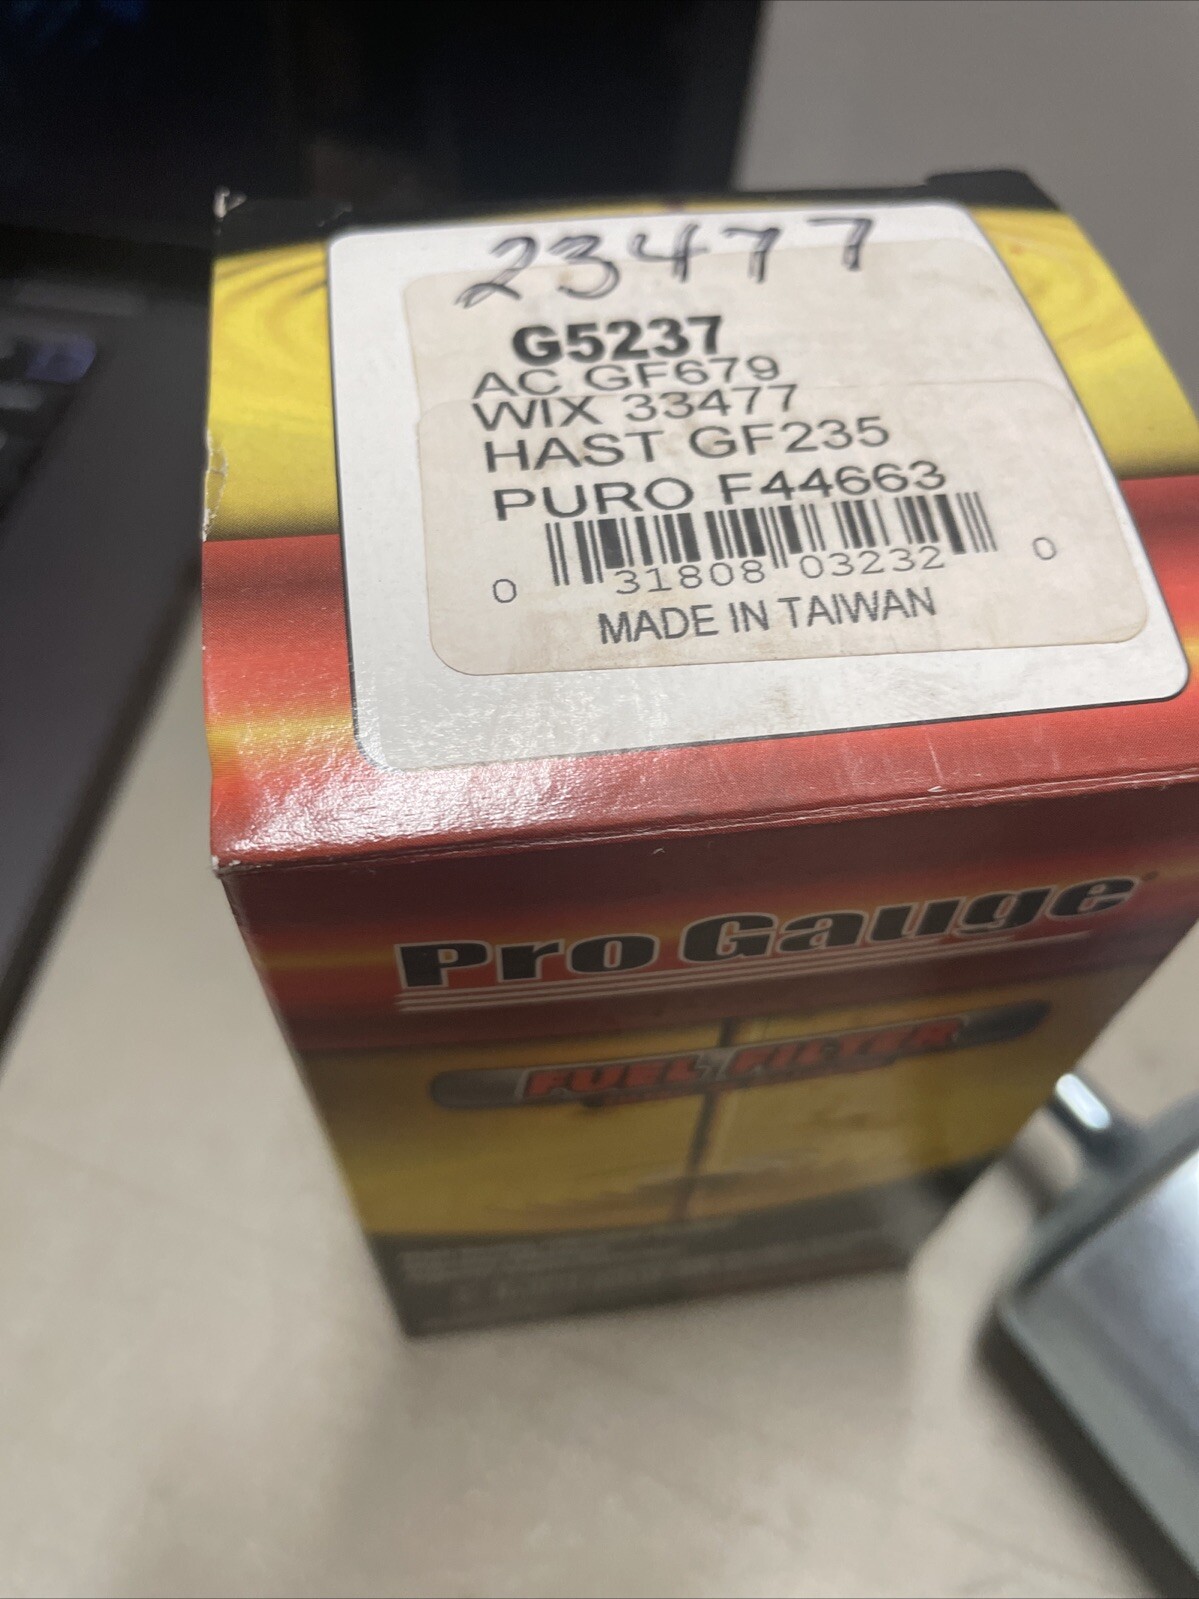 23477
G5237
AC GF679
WIX 33477
HAST GF235
PURO F44663
0 31808 03232 0
MADE IN TAIWAN
Pro Gauge
FUEL FILTER